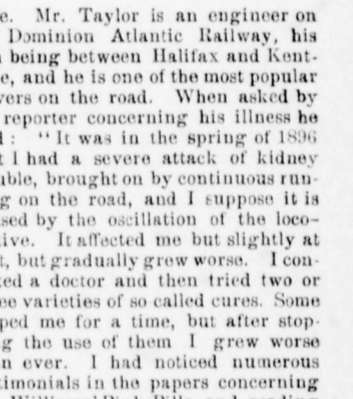 e. Mr. Taylor is an engineer on
Dominion Atlantic Railway, his
being between Halifax and Kent-
e, and he is one of the most popular
vers on the road. When asked by
reporter concerning his illness he
: "It was in the spring of 1896
t I had a severe attack of kidney
uble, brought on by continuous run-
g on the road, and I suppose it is
sed by the oscillation of the loco-
tive. It affected me but slightly at
t, but gradually grew worse. I con-
ted a doctor and then tried two or
ee varieties of so called cures. Some
ped me for a time, but after stop-
g the use of them I grew worse
n ever. I had noticed numerous
timonials in the papers concerning